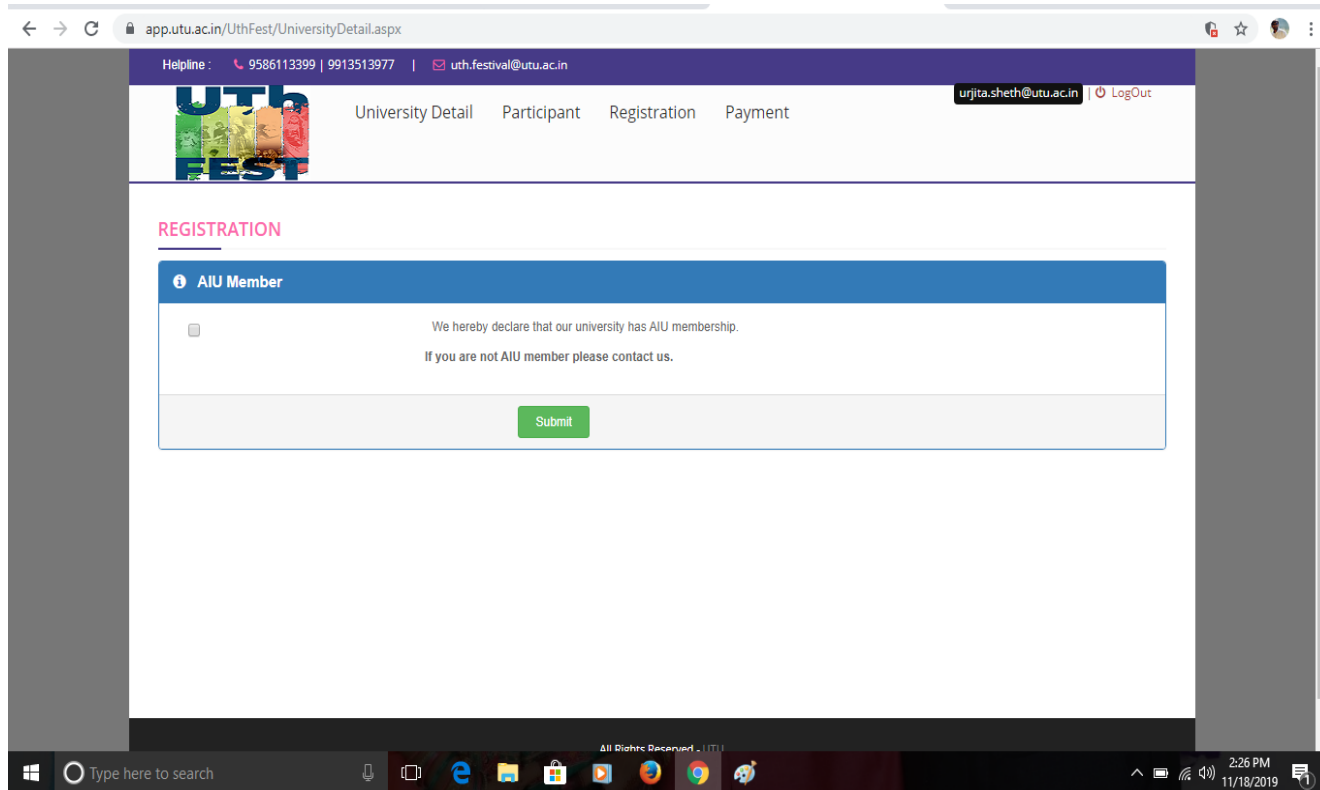 app.utu.ac.in/UthFest/UniversityDetail.aspx
Helpline : 9586113399 | 9913513977 | uth.festival@utu.ac.in
urjita.sheth@utu.ac.in | LogOut
UTh
FEST
University Detail Participant Registration Payment
REGISTRATION
AIU Member
We hereby declare that our university has AIU membership.
If you are not AIU member please contact us.
Submit
All Rights Reserved - UTU
Type here to search
2:26 PM
11/18/2019
1